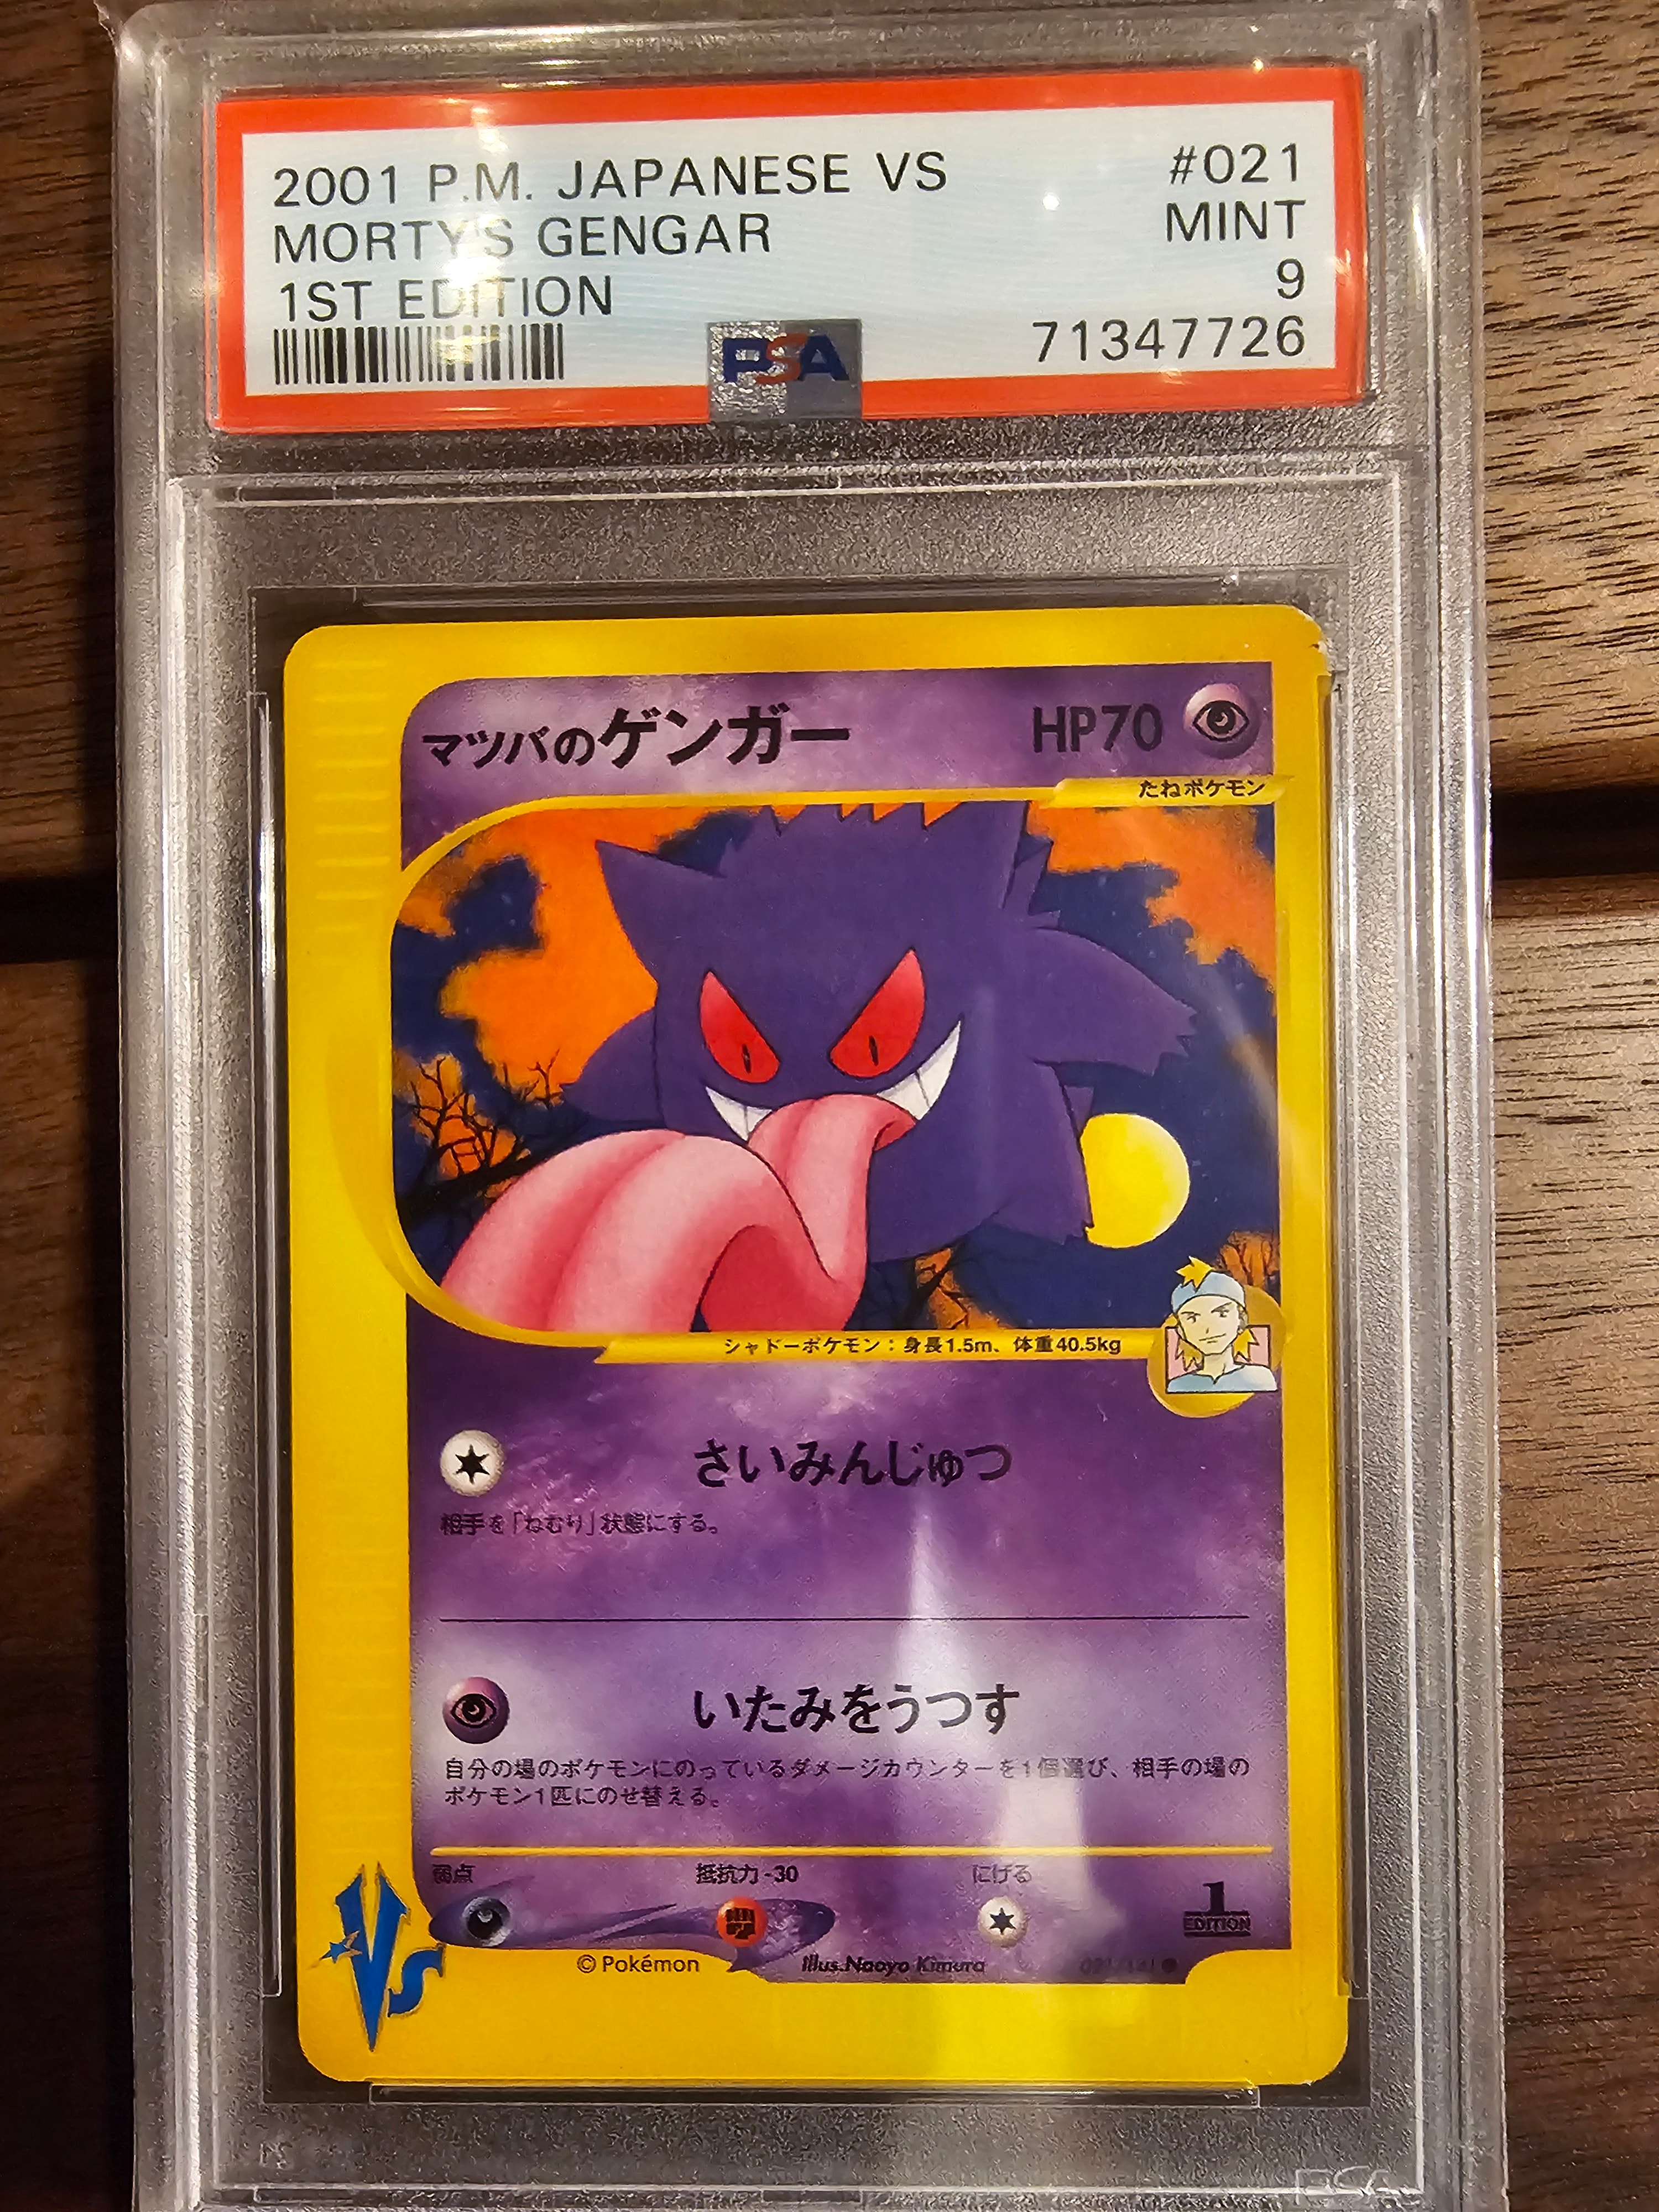 2001 P.M. JAPANESE VS #021
MORTY'S GENGAR MINT
1ST EDITION 9
PSA 71347726
マツバのゲンガー HP70
たねポケモン
シャドーポケモン：身長1.5m、体重40.5kg
さいみんじゅつ
相手を「ねむり」状態にする。
いたみをうつす
自分の場のポケモンにのっているダメージカウンターを1個選び、相手の場の
ポケモン1匹にのせ替える。
弱点 抵抗力-30 にげる
1
EDITION
VS
©Pokémon Illus.Naoyo Kimura 021/141
PSA